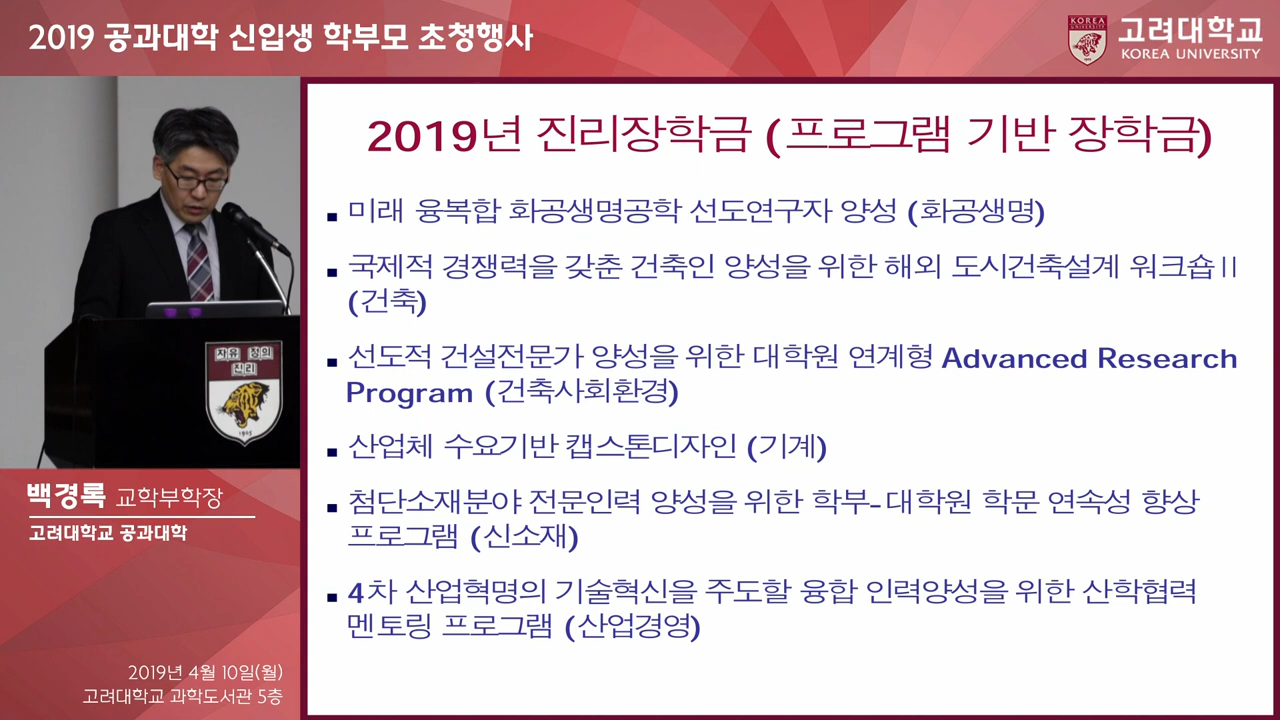 2019 공과대학 신입생 학부모 초청행사
KOREA
UNIVERSITY
1905
고려대학교
KOREA UNIVERSITY
2019년 진리장학금 (프로그램 기반 장학금)
미래 융복합 화공생명공학 선도연구자 양성 (화공생명)
국제적 경쟁력을 갖춘 건축인 양성을 위한 해외 도시건축설계 워크숍Ⅱ
(건축)
선도적 건설전문가 양성을 위한 대학원 연계형 Advanced Research
Program (건축사회환경)
산업체 수요기반 캡스톤디자인 (기계)
첨단소재분야 전문인력 양성을 위한 학부-대학원 학문 연속성 향상
프로그램 (신소재)
4차 산업혁명의 기술혁신을 주도할 융합 인력양성을 위한 산학협력
멘토링 프로그램 (산업경영)
자유 정의
진리
1905
백경록 교학부학장
고려대학교 공과대학
2019년 4월 10일(월)
고려대학교 과학도서관 5층